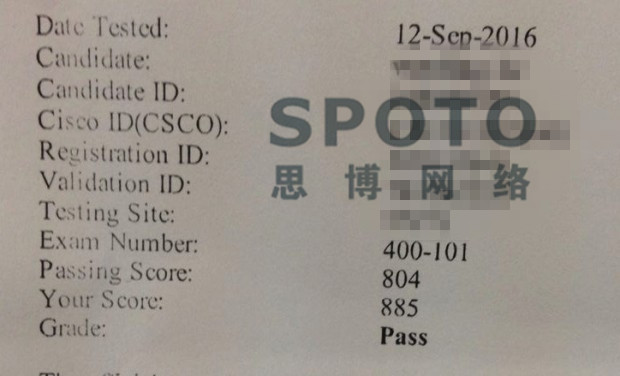 Date Tested: 12-Sep-2016
Candidate:
Candidate ID:
Cisco ID(CSCO):
Registration ID:
Validation ID:
Testing Site:
Exam Number: 400-101
Passing Score: 804
Your Score: 885
Grade: Pass
SPOTO
思博网络